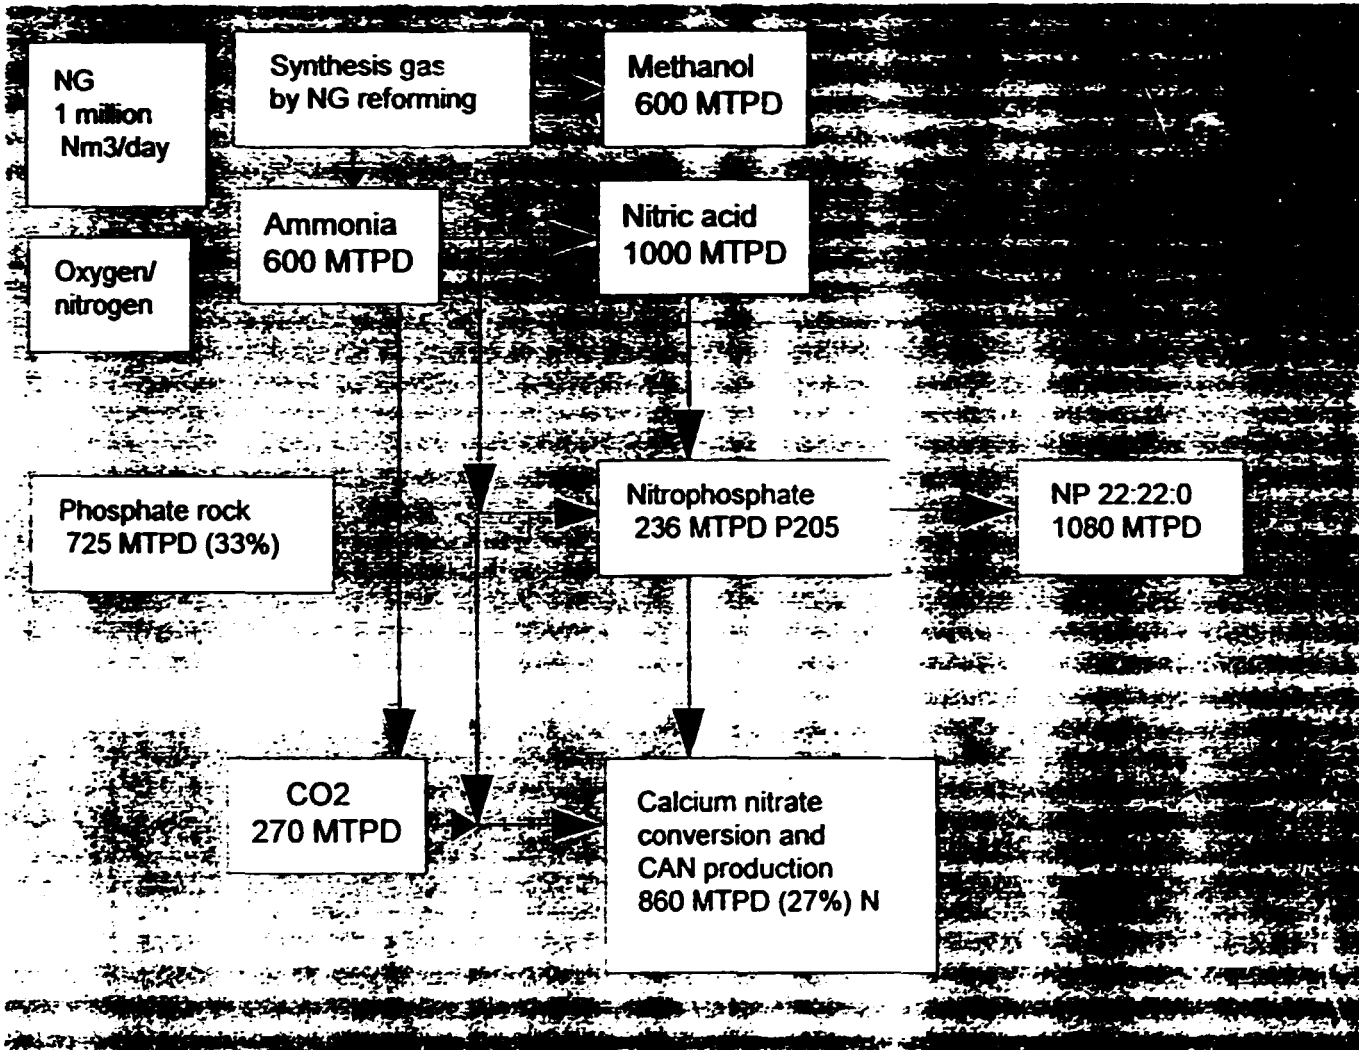 NG
1 million
Nm3/day
Synthesis gas
by NG reforming
Methanol
600 MTPD
Oxygen/
nitrogen
Ammonia
600 MTPD
Nitric acid
1000 MTPD
Phosphate rock
725 MTPD (33%)
Nitrophosphate
236 MTPD P205
NP 22:22:0
1080 MTPD
CO2
270 MTPD
Calcium nitrate
conversion and
CAN production
860 MTPD (27%) N